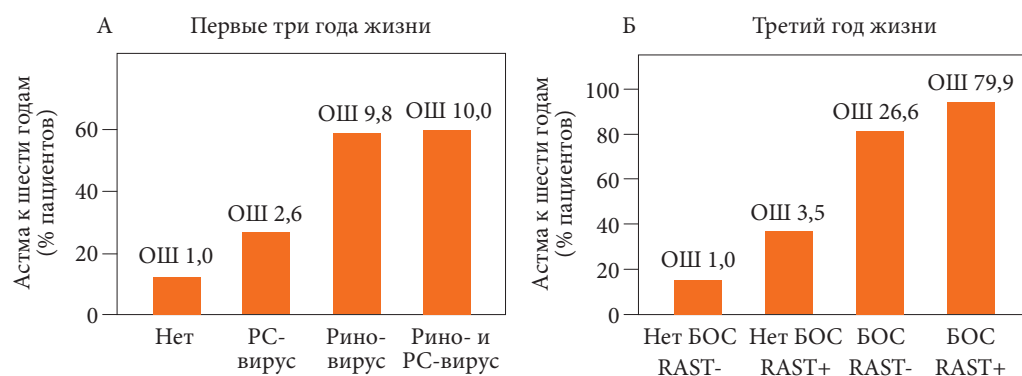 А
Первые три года жизни
Астма к шести годам
(% пациентов)
60
40
20
0
ОШ 1,0
ОШ 2,6
ОШ 9,8
ОШ 10,0
Нет
РС-
вирус
Рино-
вирус
Рино- и
РС-вирус
Б
Третий год жизни
Астма к шести годам
(% пациентов)
100
80
60
40
20
0
ОШ 1,0
ОШ 3,5
ОШ 26,6
ОШ 79,9
Нет БОС
RAST-
Нет БОС
RAST+
БОС
RAST-
БОС
RAST+